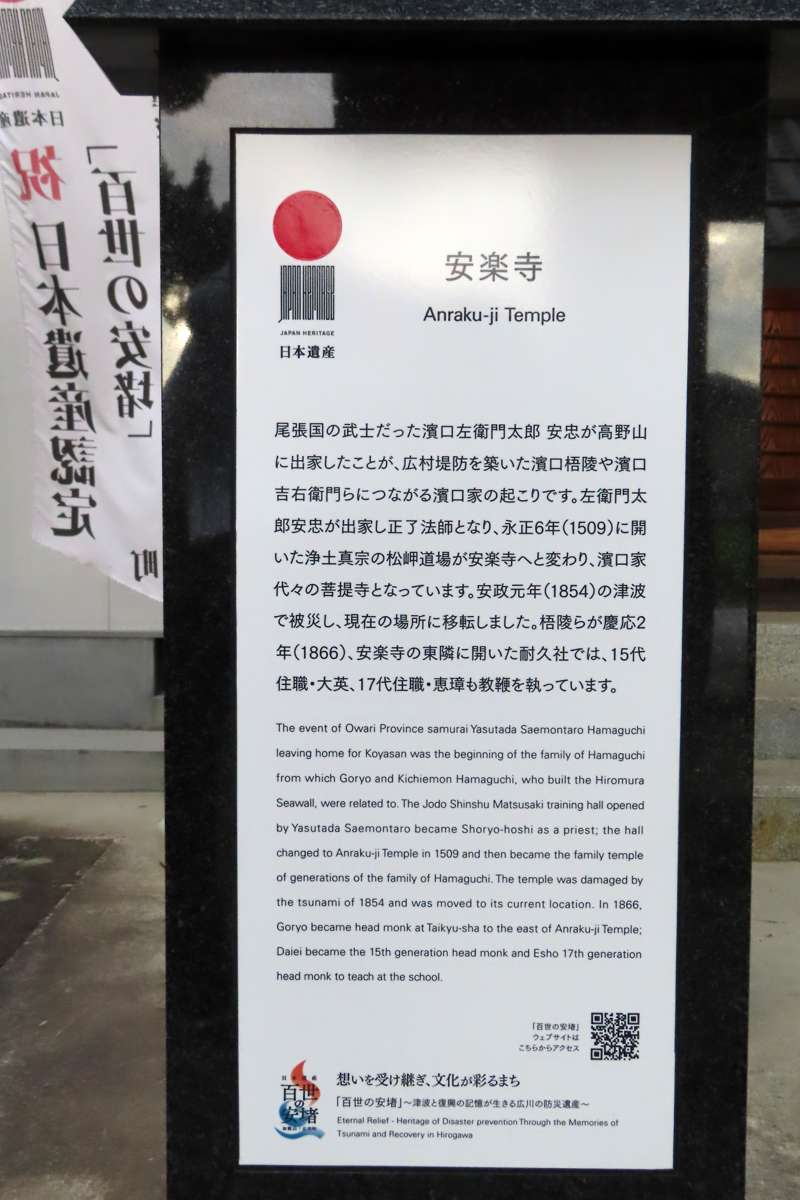 JAPAN HERITAGE
日本遺産
祝 日本遺産認定
「百世の安堵」
町
JAPAN HERITAGE
日本遺産
安楽寺
Anraku-ji Temple
尾張国の武士だった濱口左衛門太郎 安忠が高野山
に出家したことが、広村堤防を築いた濱口梧陵や濱口
吉右衛門らにつながる濱口家の起こりです。左衛門太
郎安忠が出家し正了法師となり、永正6年(1509)に開
いた浄土真宗の松岬道場が安楽寺へと変わり、濱口家
代々の菩提寺となっています。安政元年(1854)の津波
で被災し、現在の場所に移転しました。梧陵らが慶応2
年(1866)、安楽寺の東隣に開いた耐久社では、15代
住職・大英、17代住職・恵璋も教鞭を執っています。
The event of Owari Province samurai Yasutada Saemontaro Hamaguchi
leaving home for Koyasan was the beginning of the family of Hamaguchi
from which Goryo and Kichiemon Hamaguchi, who built the Hiromura
Seawall, were related to. The Jodo Shinshu Matsusaki training hall opened
by Yasutada Saemontaro became Shoryo-hoshi as a priest; the hall
changed to Anraku-ji Temple in 1509 and then became the family temple
of generations of the family of Hamaguchi. The temple was damaged by
the tsunami of 1854 and was moved to its current location. In 1866,
Goryo became head monk at Taikyu-sha to the east of Anraku-ji Temple;
Daiei became the 15th generation head monk and Esho 17th generation
head monk to teach at the school.
「百世の安堵」
ウェブサイトは
こちらからアクセス
日本遺産
百世
の
安堵
想いを受け継ぎ、文化が彩るまち
「百世の安堵」〜津波と復興の記憶が生きる広川の防災遺産〜
Eternal Relief - Heritage of Disaster prevention Through the Memories of
Tsunami and Recovery in Hirogawa